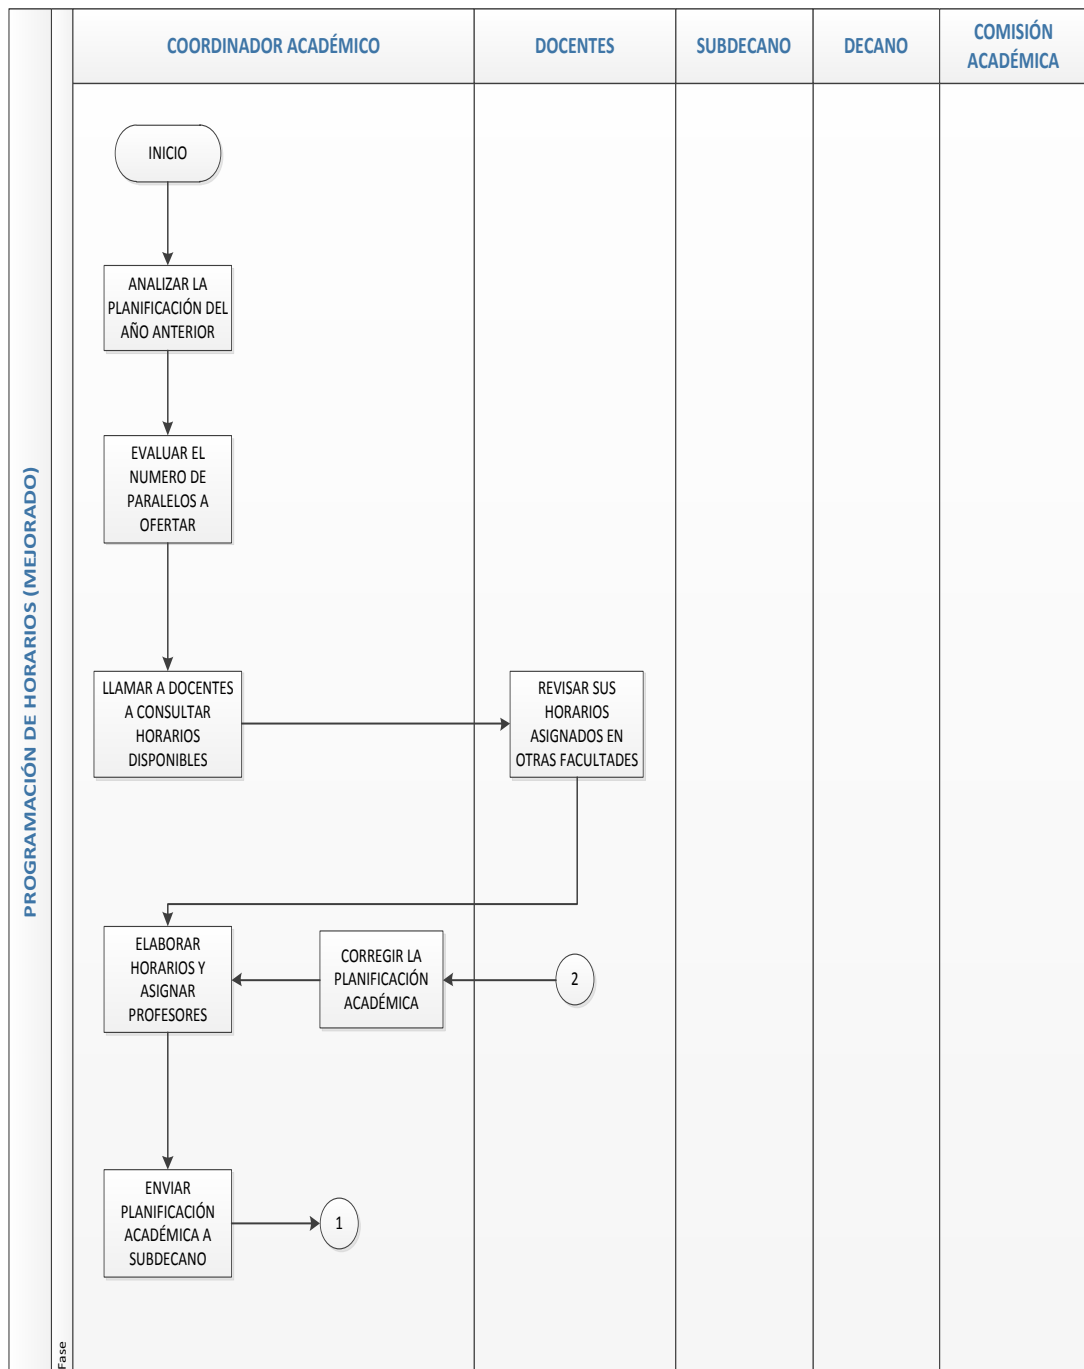 PROGRAMACIÓN DE HORARIOS (MEJORADO)
Fase
COORDINADOR ACADÉMICO
DOCENTES
SUBDECANO
DECANO
COMISIÓN
ACADÉMICA
INICIO
ANALIZAR LA
PLANIFICACIÓN DEL
AÑO ANTERIOR
EVALUAR EL
NUMERO DE
PARALELOS A
OFERTAR
LLAMAR A DOCENTES
A CONSULTAR
HORARIOS
DISPONIBLES
REVISAR SUS
HORARIOS
ASIGNADOS EN
OTRAS FACULTADES
ELABORAR
HORARIOS Y
ASIGNAR
PROFESORES
CORREGIR LA
PLANIFICACIÓN
ACADÉMICA
2
ENVIAR
PLANIFICACIÓN
ACADÉMICA A
SUBDECANO
1